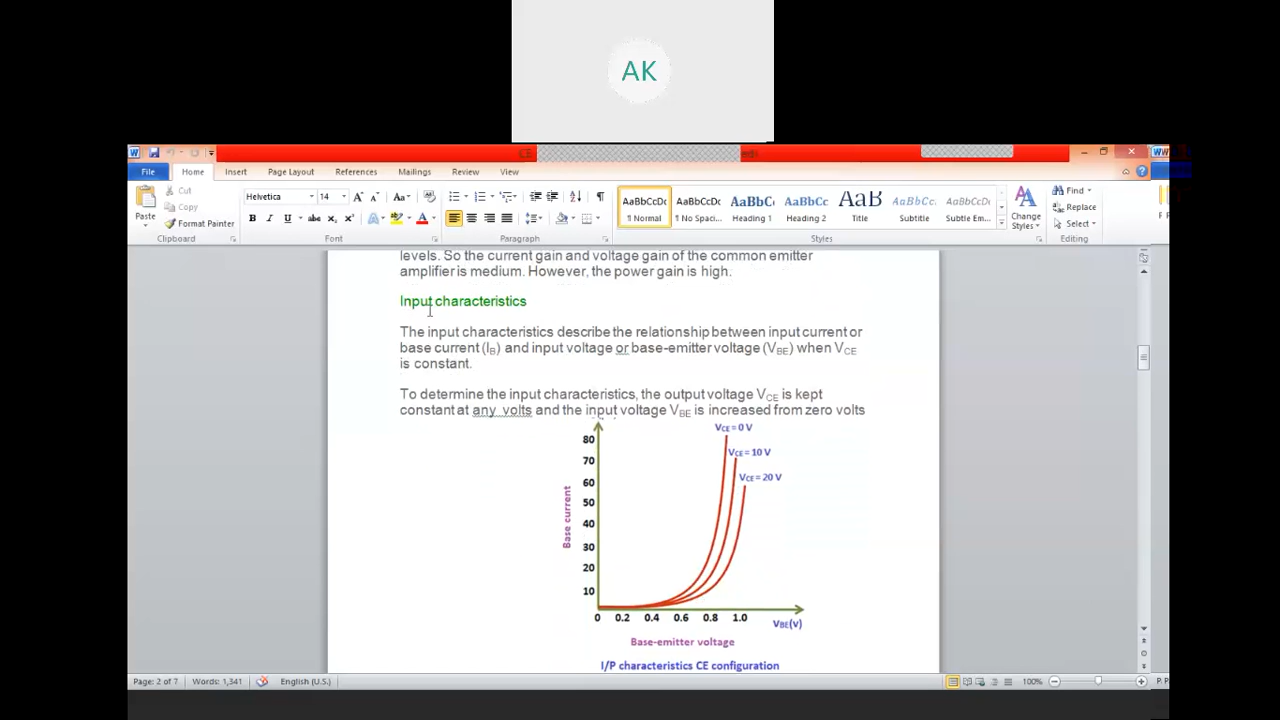 AK
CE
edi
File Home Insert Page Layout References Mailings Review View
Paste
Cut
Copy
Format Painter
Clipboard
Helvetica 14
Font
Paragraph
AaBbCcDc AaBbCcDc AaBbCc AaBbCc AaB AaBbCc. AaBbCcDc
¶ Normal ¶ No Spaci... Heading 1 Heading 2 Title Subtitle Subtle Em...
Styles
Change
Styles
Find
Replace
Select
Editing
levels. So the current gain and voltage gain of the common emitter
amplifier is medium. However, the power gain is high.
Input characteristics
The input characteristics describe the relationship between input current or
base current (IB) and input voltage or base-emitter voltage (VBE) when VCE
is constant.
To determine the input characteristics, the output voltage VCE is kept
constant at any volts and the input voltage VBE is increased from zero volts
VCE = 0 V
VCE = 10 V
VCE = 20 V
80
70
60
50
40
30
20
10
Base current
0 0.2 0.4 0.6 0.8 1.0
VBE(v)
Base-emitter voltage
I/P characteristics CE configuration
Page: 2 of 7 Words: 1,341 English (U.S.) 100%